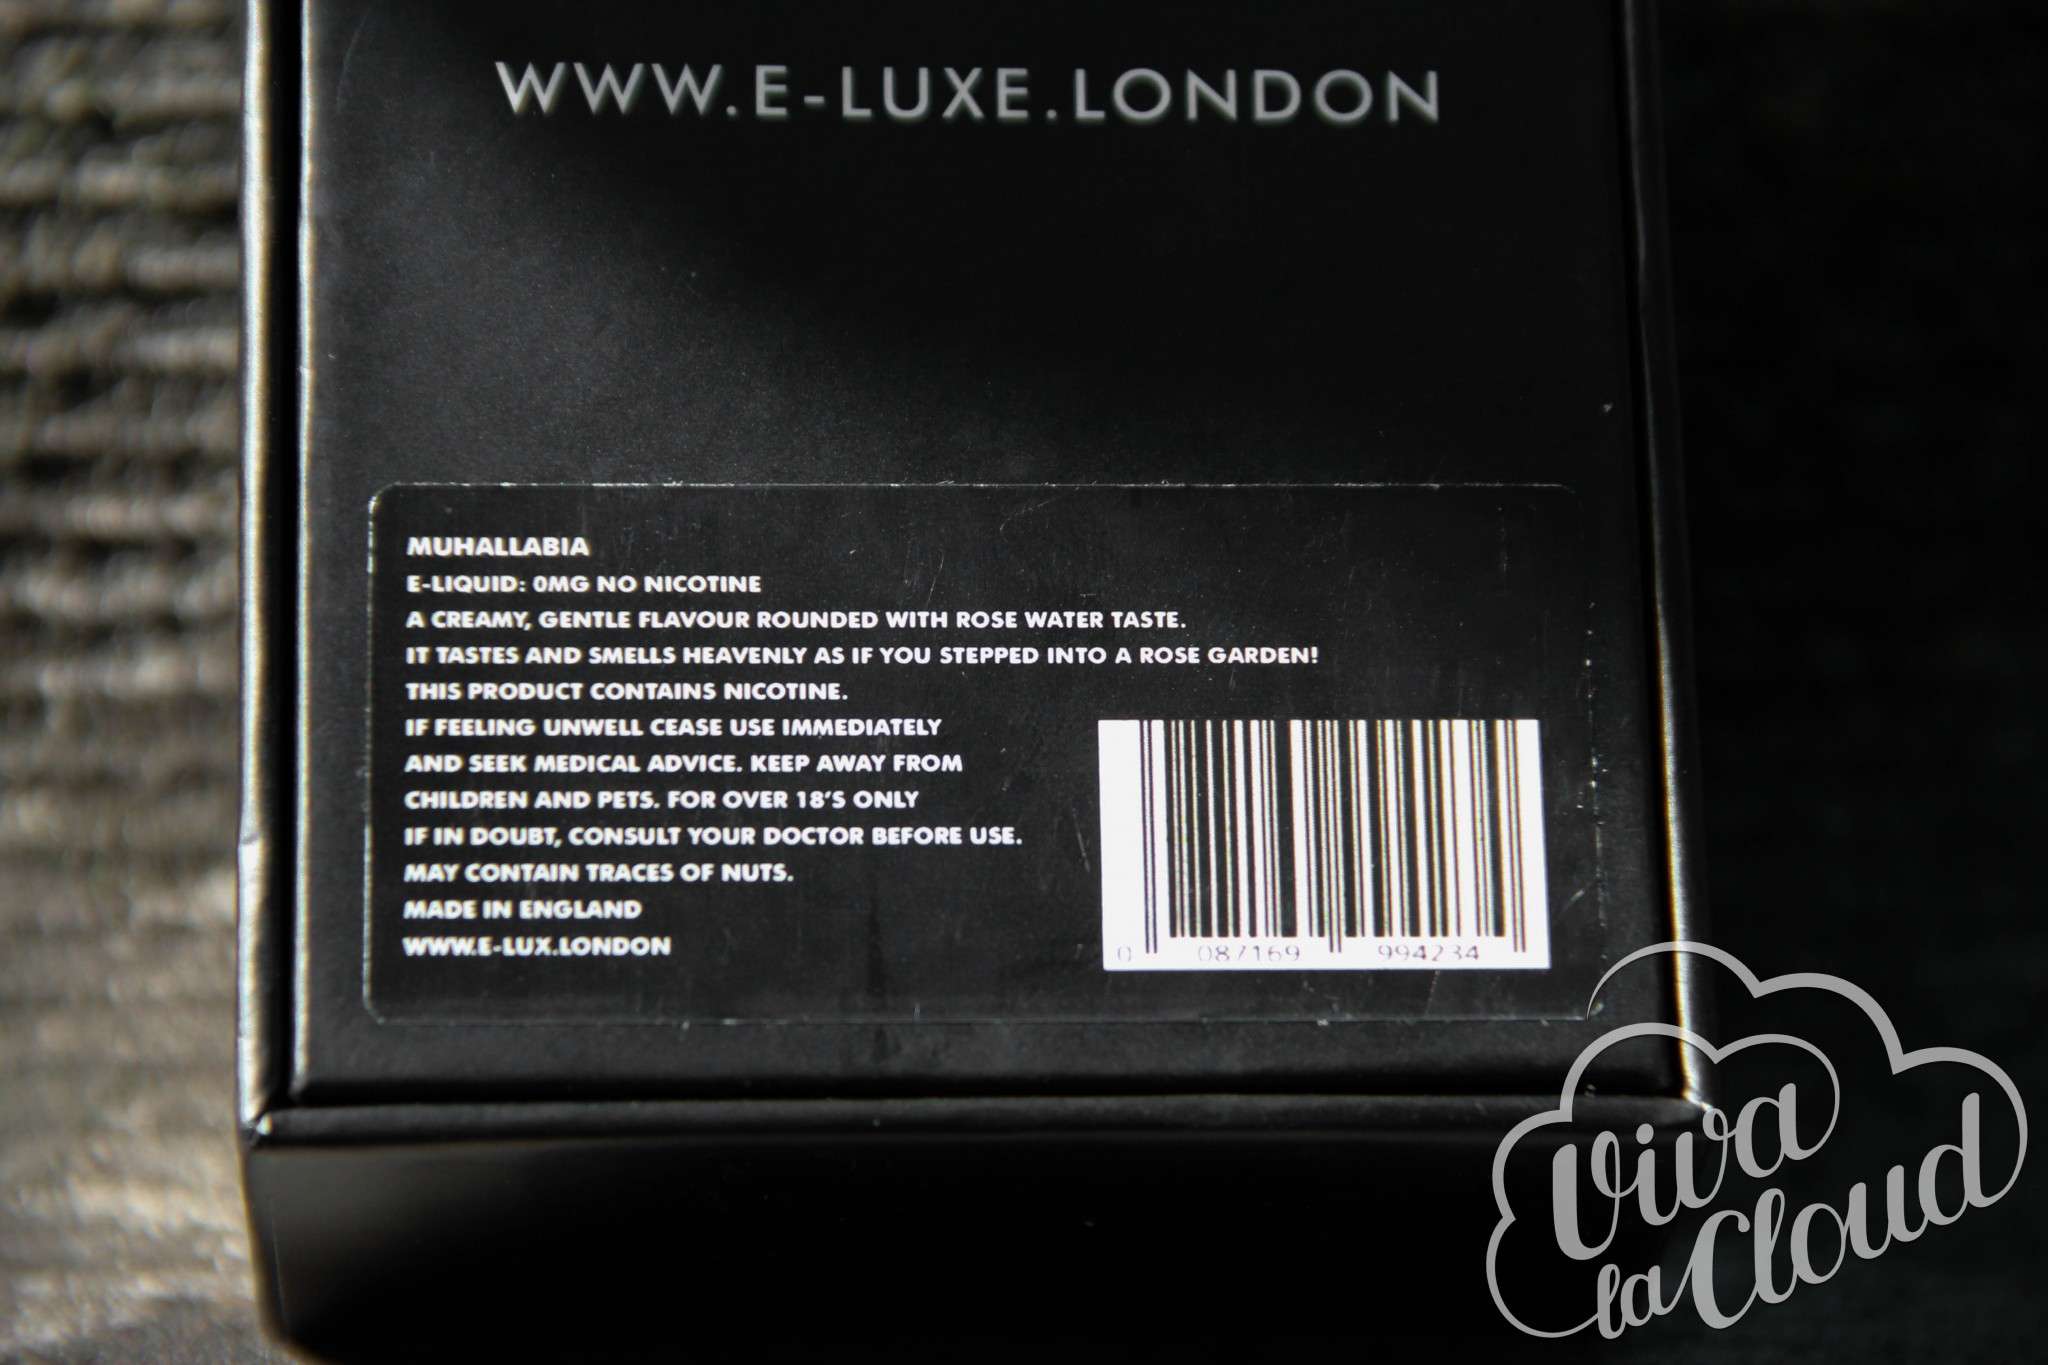 WWW.E-LUXE.LONDON
MUHALLABIA
E-LIQUID: 0MG NO NICOTINE
A CREAMY, GENTLE FLAVOUR ROUNDED WITH ROSE WATER TASTE.
IT TASTES AND SMELLS HEAVENLY AS IF YOU STEPPED INTO A ROSE GARDEN!
THIS PRODUCT CONTAINS NICOTINE.
IF FEELING UNWELL CEASE USE IMMEDIATELY
AND SEEK MEDICAL ADVICE. KEEP AWAY FROM
CHILDREN AND PETS. FOR OVER 18'S ONLY
IF IN DOUBT, CONSULT YOUR DOCTOR BEFORE USE.
MAY CONTAIN TRACES OF NUTS.
MADE IN ENGLAND
WWW.E-LUX.LONDON
0 087169 994234
Viva
la Cloud